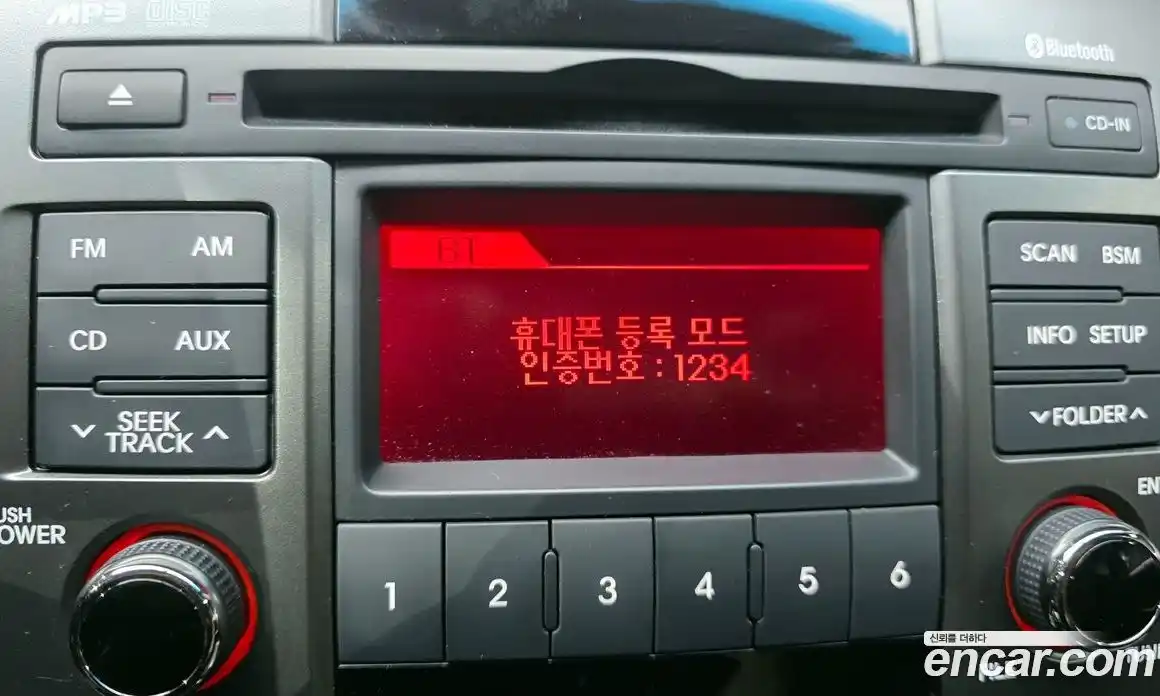 MP3 DISC
Bluetooth
CD-IN
FM AM
BT
SCAN BSM
CD AUX
휴대폰 등록 모드
인증번호 : 1234
INFO SETUP
SEEK
TRACK
FOLDER
1 2 3 4 5 6
신뢰를 더하다
encar.com